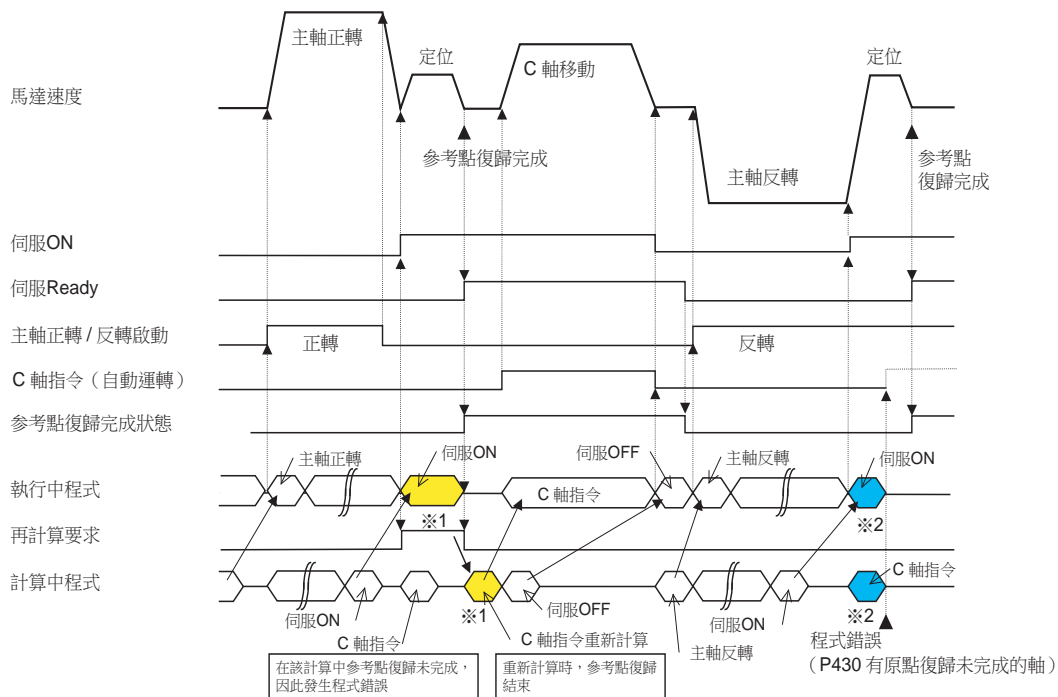 主軸正轉
定位
C 軸移動
定位
馬達速度
參考點復歸完成
主軸反轉
參考點
復歸完成
伺服ON
伺服Ready
主軸正轉 / 反轉啟動
正轉
反轉
C 軸指令（自動運轉）
參考點復歸完成狀態
主軸正轉
伺服ON
伺服OFF
主軸反轉
伺服ON
執行中程式
C 軸指令
※1
※2
再計算要求
計算中程式
C 軸指令
伺服ON
※1
伺服OFF
伺服ON
※2
C 軸指令
C 軸指令重新計算
主軸反轉
程式錯誤
（P430 有原點復歸未完成的軸）
在該計算中參考點復歸未完成，
因此發生程式錯誤
重新計算時，參考點復歸
結束